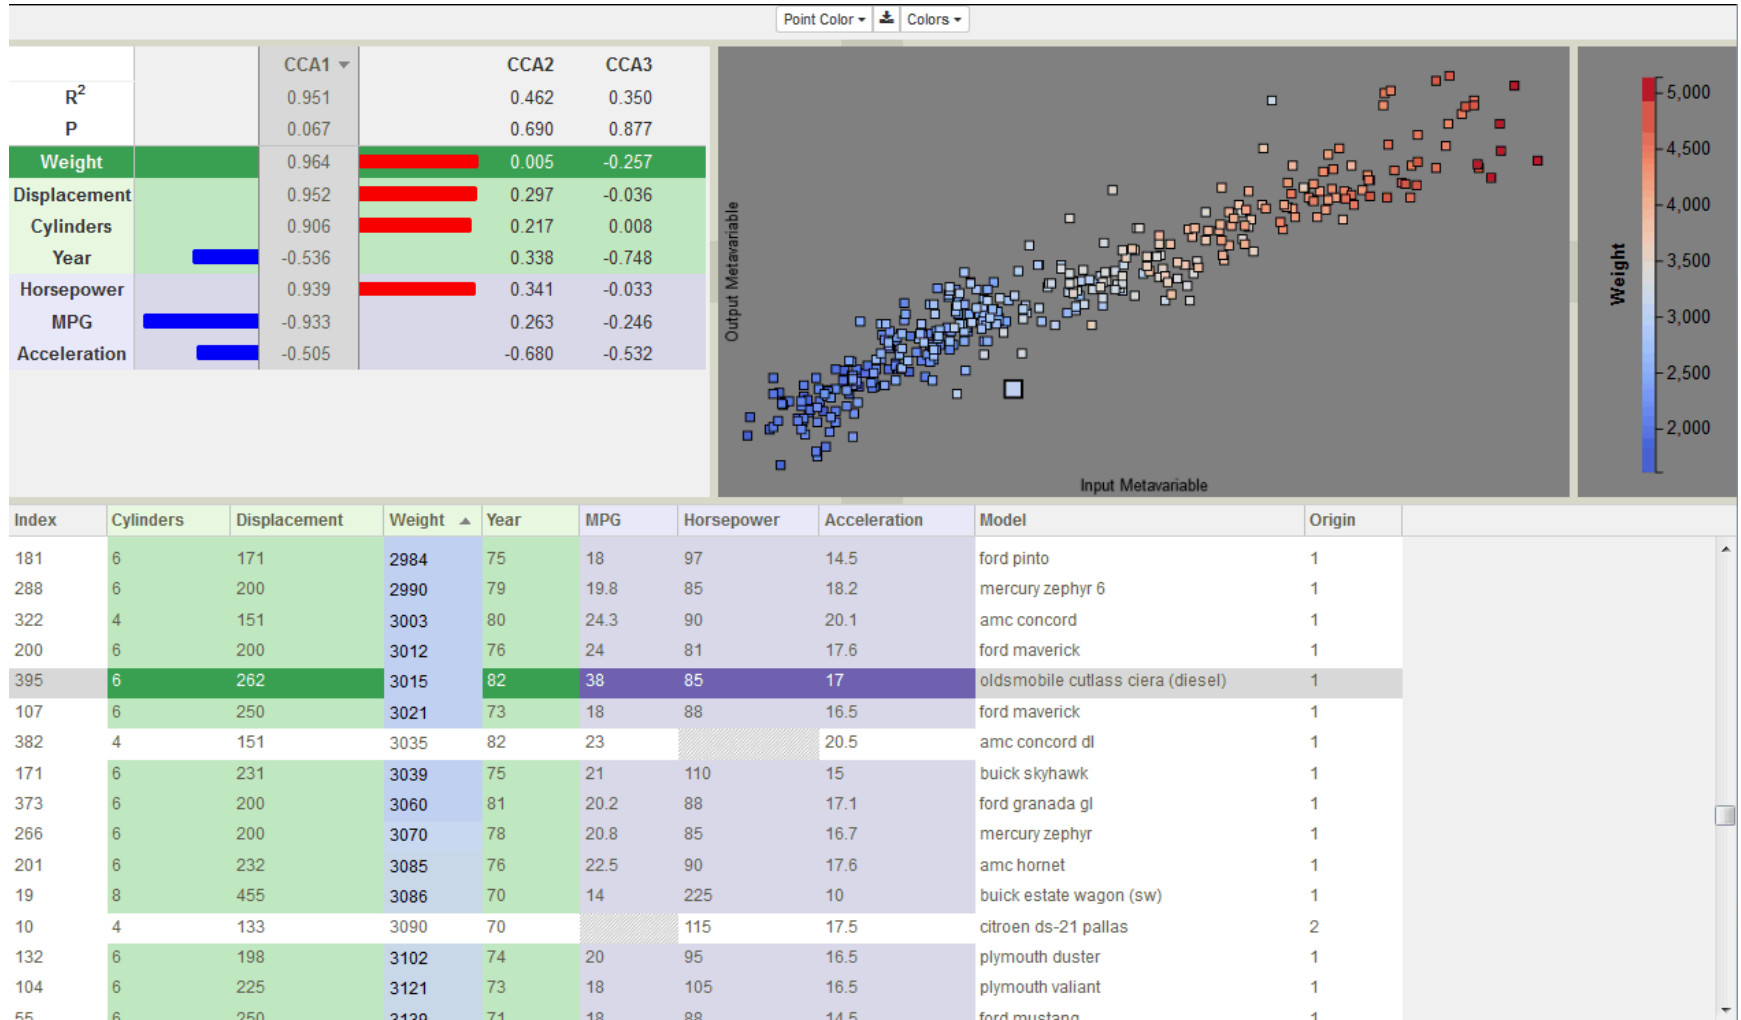 Point Color Colors
CCA1 CCA2 CCA3
R2 0.951 0.462 0.350
P 0.067 0.690 0.877
Weight 0.964 0.005 -0.257
Displacement 0.952 0.297 -0.036
Cylinders 0.906 0.217 0.008
Year -0.536 0.338 -0.748
Horsepower 0.939 0.341 -0.033
MPG -0.933 0.263 -0.246
Acceleration -0.505 -0.680 -0.532
Output Metavariable
Input Metavariable
Weight
5,000
4,500
4,000
3,500
3,000
2,500
2,000
Index Cylinders Displacement Weight Year MPG Horsepower Acceleration Model Origin
181 6 171 2984 75 18 97 14.5 ford pinto 1
288 6 200 2990 79 19.8 85 18.2 mercury zephyr 6 1
322 4 151 3003 80 24.3 90 20.1 amc concord 1
200 6 200 3012 76 24 81 17.6 ford maverick 1
395 6 262 3015 82 38 85 17 oldsmobile cutlass ciera (diesel) 1
107 6 250 3021 73 18 88 16.5 ford maverick 1
382 4 151 3035 82 23 20.5 amc concord dl 1
171 6 231 3039 75 21 110 15 buick skyhawk 1
373 6 200 3060 81 20.2 88 17.1 ford granada gl 1
266 6 200 3070 78 20.8 85 16.7 mercury zephyr 1
201 6 232 3085 76 22.5 90 17.6 amc hornet 1
19 8 455 3086 70 14 225 10 buick estate wagon (sw) 1
10 4 133 3090 70 115 17.5 citroen ds-21 pallas 2
132 6 198 3102 74 20 95 16.5 plymouth duster 1
104 6 225 3121 73 18 105 16.5 plymouth valiant 1
55 6 250 3139 71 18 88 14.5 ford mustang 1